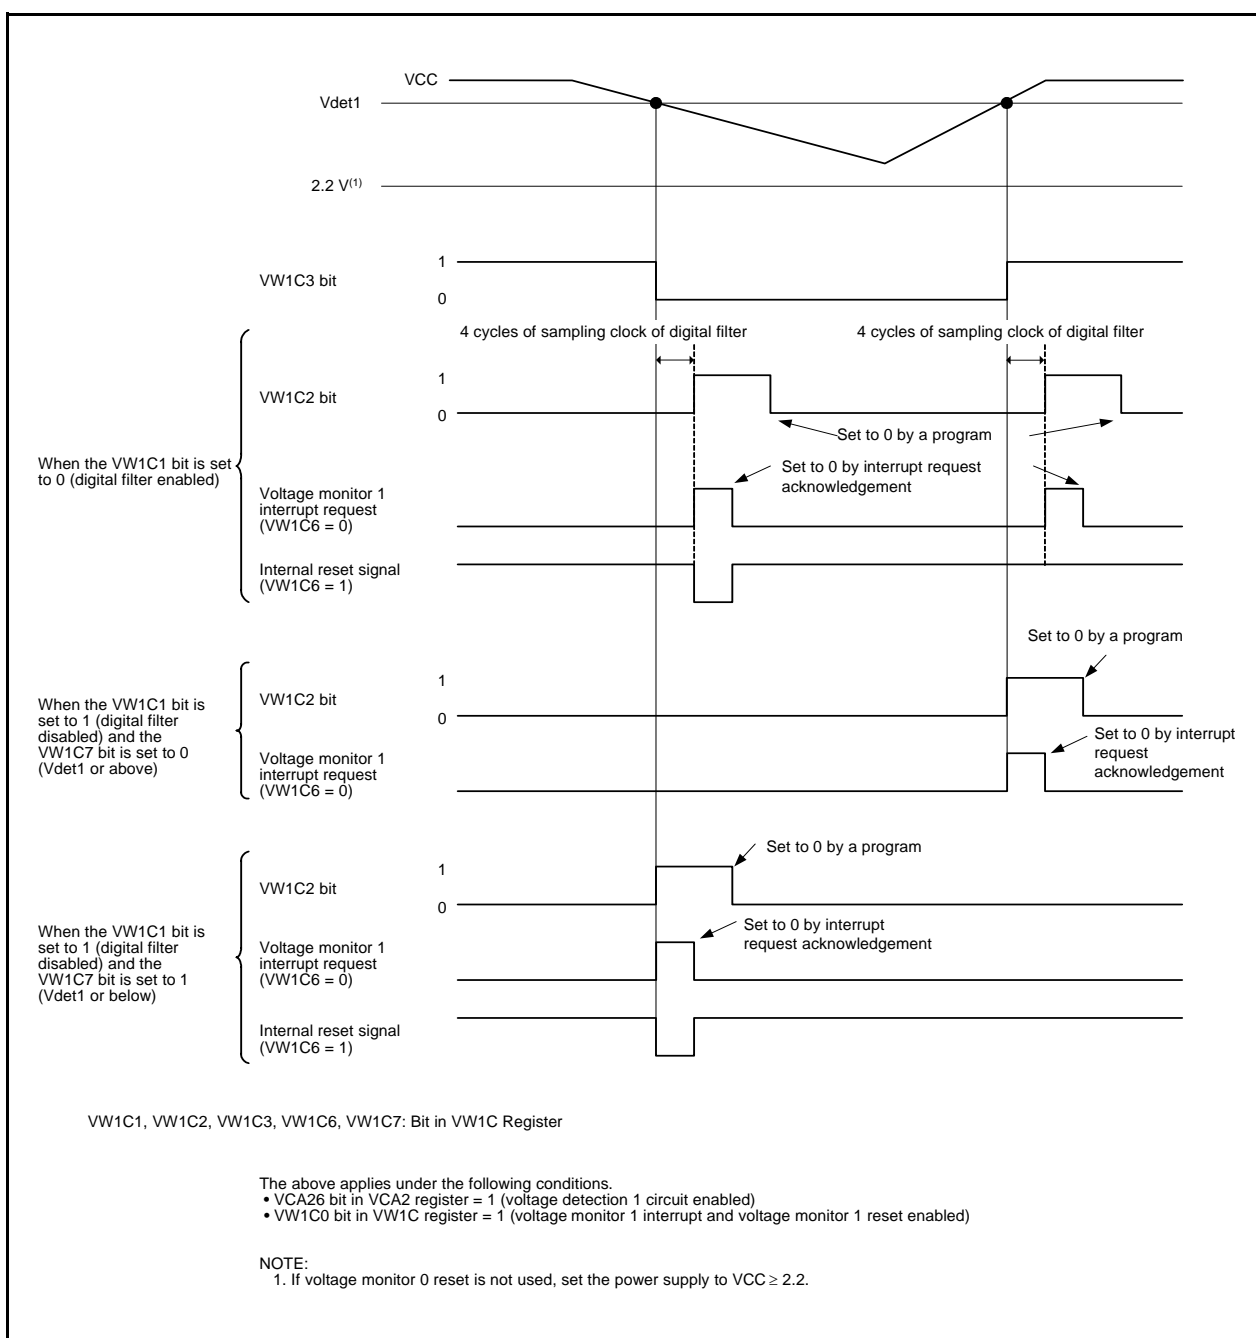 VCC
Vdet1
2.2 V(1)
1
VW1C3 bit
0
4 cycles of sampling clock of digital filter
4 cycles of sampling clock of digital filter
1
VW1C2 bit
0
Set to 0 by a program
When the VW1C1 bit is set
to 0 (digital filter enabled)
Set to 0 by interrupt request
acknowledgement
Voltage monitor 1
interrupt request
(VW1C6 = 0)
Internal reset signal
(VW1C6 = 1)
Set to 0 by a program
When the VW1C1 bit is
set to 1 (digital filter
disabled) and the
VW1C7 bit is set to 0
(Vdet1 or above)
1
VW1C2 bit
0
Set to 0 by interrupt
request
acknowledgement
Voltage monitor 1
interrupt request
(VW1C6 = 0)
Set to 0 by a program
1
VW1C2 bit
0
When the VW1C1 bit is
set to 1 (digital filter
disabled) and the
VW1C7 bit is set to 1
(Vdet1 or below)
Set to 0 by interrupt
request acknowledgement
Voltage monitor 1
interrupt request
(VW1C6 = 0)
Internal reset signal
(VW1C6 = 1)
VW1C1, VW1C2, VW1C3, VW1C6, VW1C7: Bit in VW1C Register
The above applies under the following conditions.
• VCA26 bit in VCA2 register = 1 (voltage detection 1 circuit enabled)
• VW1C0 bit in VW1C register = 1 (voltage monitor 1 interrupt and voltage monitor 1 reset enabled)
NOTE:
1. If voltage monitor 0 reset is not used, set the power supply to VCC ≥ 2.2.